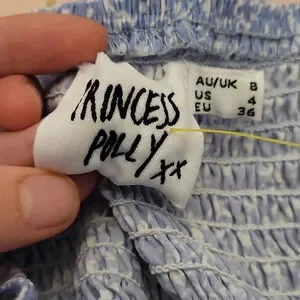 PRINCESS
POLLY
xx
AU/UK 8
US 4
EU 36